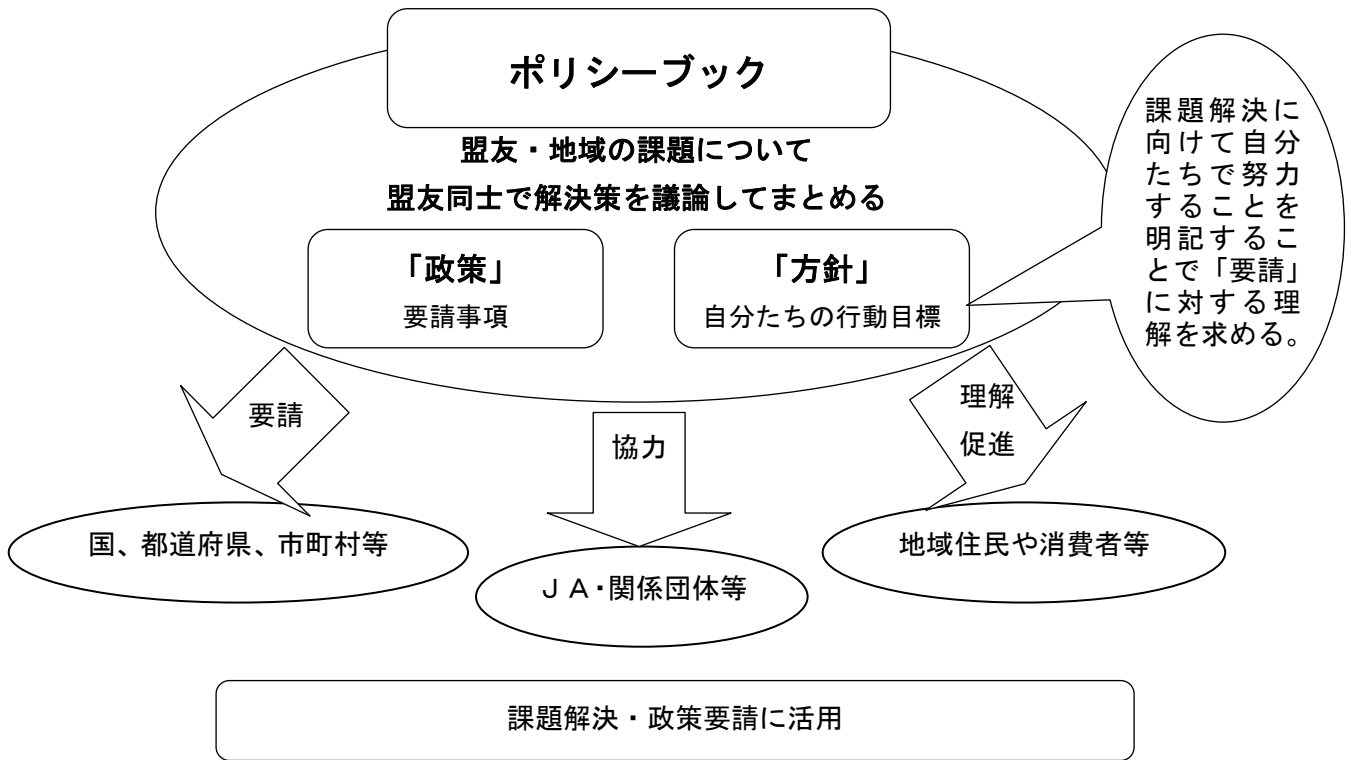 ポリシーブック
盟友・地域の課題について
盟友同士で解決策を議論してまとめる
「政策」
要請事項
「方針」
自分たちの行動目標
課題解決に
向けて自分
たちで努力
することを
明記するこ
とで「要請」
に対する理
解を求める。
要請
協力
理解
促進
国、都道府県、市町村等
JA・関係団体等
地域住民や消費者等
課題解決・政策要請に活用